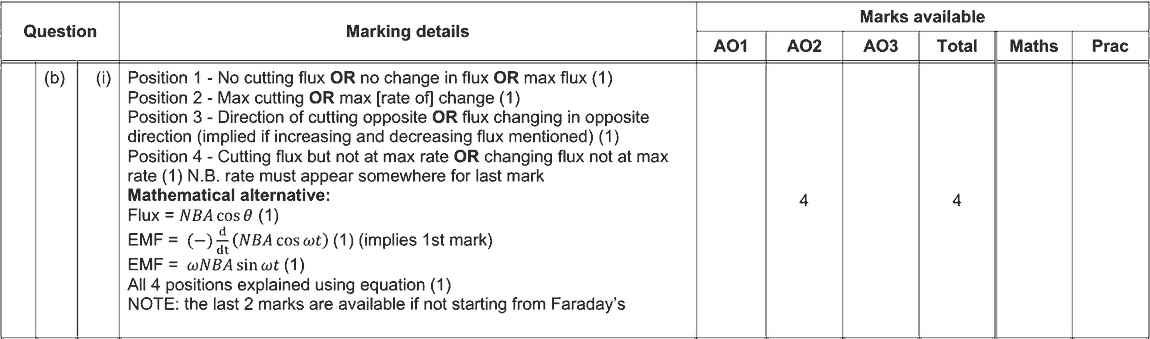 Question
Marking details
Marks available
AO1 AO2 AO3 Total Maths Prac
(b) (i) Position 1 - No cutting flux OR no change in flux OR max flux (1)
Position 2 - Max cutting OR max [rate of] change (1)
Position 3 - Direction of cutting opposite OR flux changing in opposite
direction (implied if increasing and decreasing flux mentioned) (1)
Position 4 - Cutting flux but not at max rate OR changing flux not at max
rate (1) N.B. rate must appear somewhere for last mark
Mathematical alternative:
Flux = NBA cos θ (1)
EMF = (−) d/dt (NBA cos ωt) (1) (implies 1st mark)
EMF = ωNBA sin ωt (1)
All 4 positions explained using equation (1)
NOTE: the last 2 marks are available if not starting from Faraday's
4 4